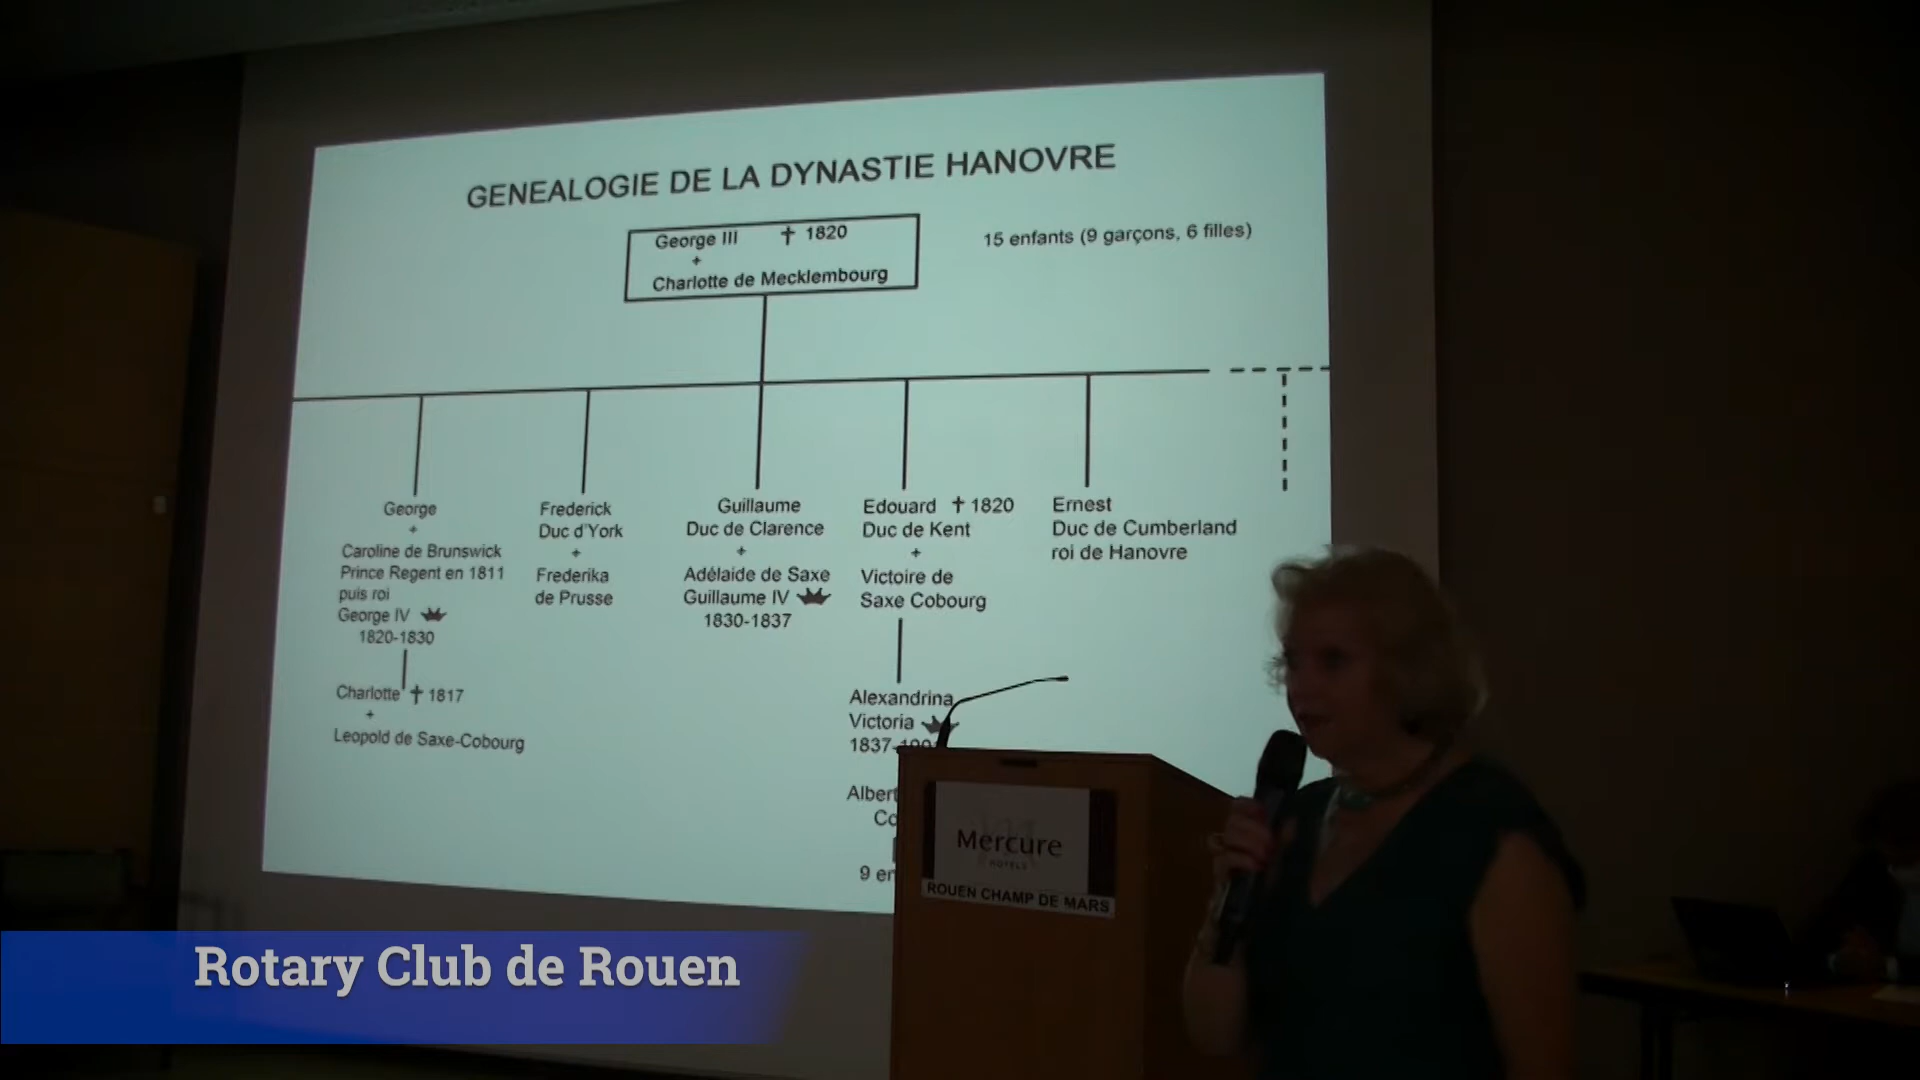 GENEALOGIE DE LA DYNASTIE HANOVRE
George III ✝ 1820
+
Charlotte de Mecklembourg
15 enfants (9 garçons, 6 filles)
George
+
Caroline de Brunswick
Prince Regent en 1811
puis roi
George IV
1820-1830
Charlotte ✝ 1817
+
Leopold de Saxe-Cobourg
Frederick
Duc d'York
+
Frederika
de Prusse
Guillaume
Duc de Clarence
+
Adélaide de Saxe
Guillaume IV
1830-1837
Edouard ✝ 1820
Duc de Kent
+
Victoire de
Saxe Cobourg
Alexandrina
Victoria
1837-
Albert
Ernest
Duc de Cumberland
roi de Hanovre
9
Mercure
HOTELS
ROUEN CHAMP DE MARS
Rotary Club de Rouen